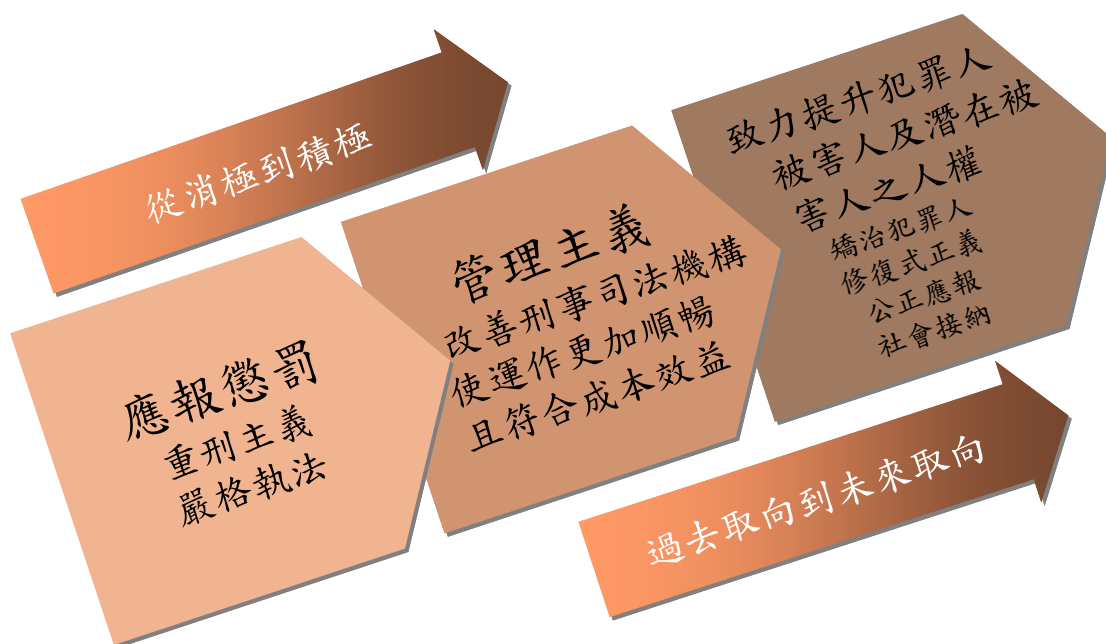 從消極到積極
應報懲罰
重刑主義
嚴格執法
管理主義
改善刑事司法機構
使運作更加順暢
且符合成本效益
致力提升犯罪人
被害人及潛在被
害人之人權
矯治犯罪人
修復式正義
公正應報
社會接納
過去取向到未來取向